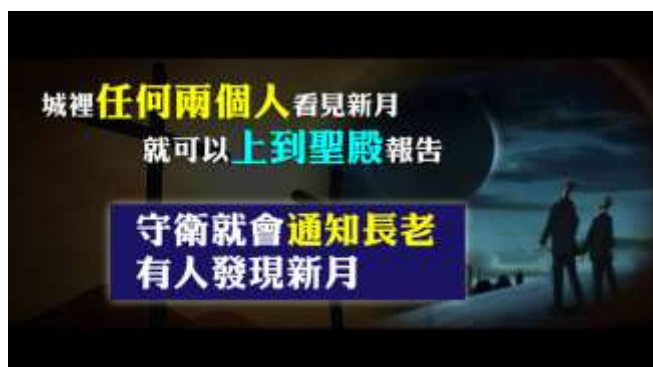 城裡任何兩個人看見新月
就可以上到聖殿報告
守衛就會通知長老
有人發現新月